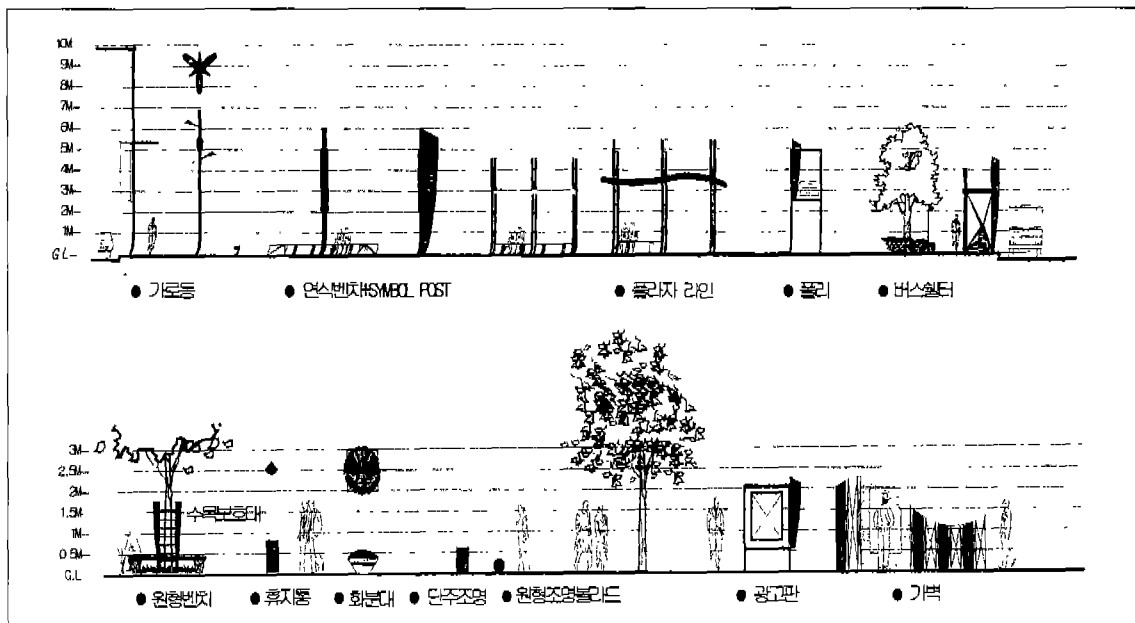 10M
9M
8M
7M
6M
5M
4M
3M
2M
1M
G L
● 가로등 ● 연식벤치+SYMBOL POST ● 플라자 라인 ● 폴리 ● 버스쉘터
3M
2.5M
2M
1.5M 수목보호대
1M
0.5M
G.L
● 원형벤치 ● 휴지통 ● 화분대 ● 단주조명 ● 원형조명볼라드 ● 광고판 ● 가벽